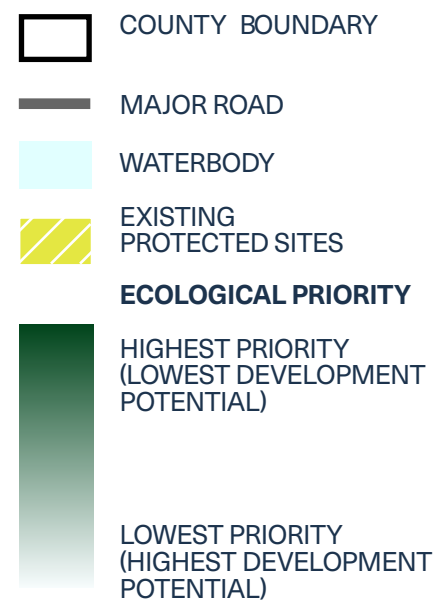 COUNTY BOUNDARY
MAJOR ROAD
WATERBODY
EXISTING
PROTECTED SITES
ECOLOGICAL PRIORITY
HIGHEST PRIORITY
(LOWEST DEVELOPMENT
POTENTIAL)
LOWEST PRIORITY
(HIGHEST DEVELOPMENT
POTENTIAL)